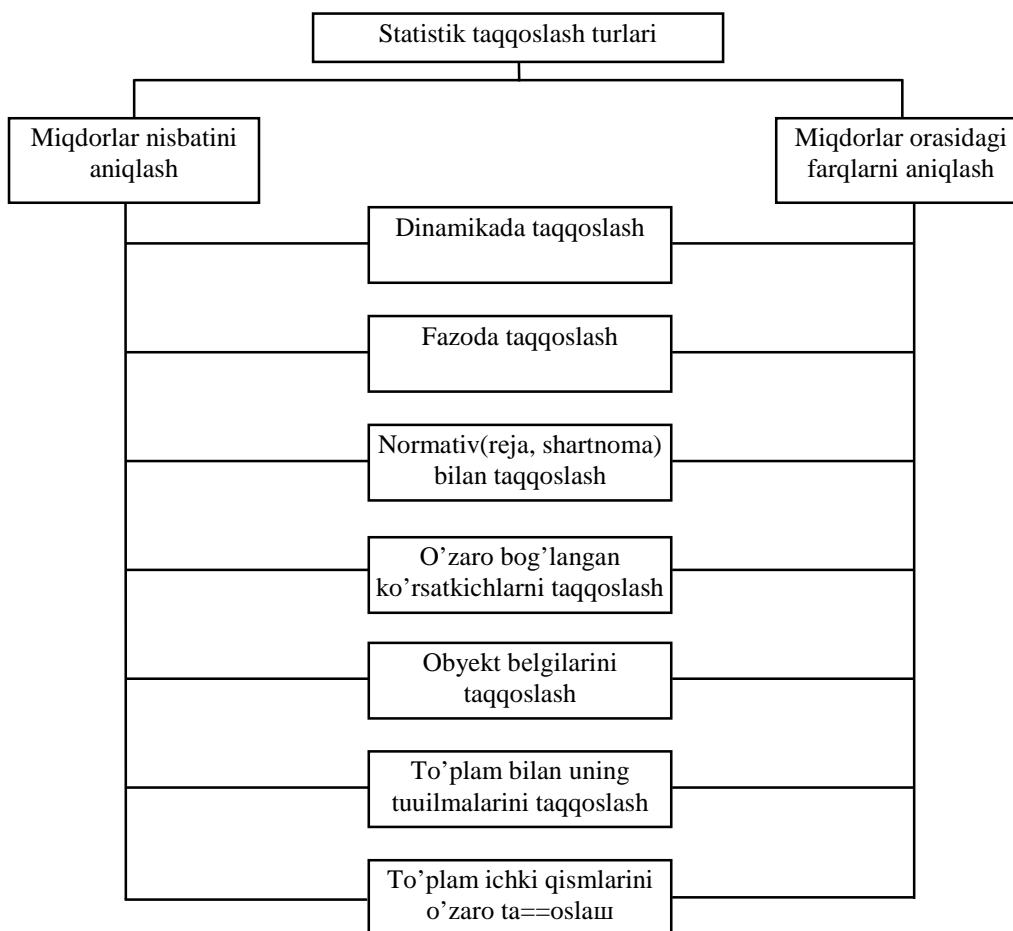 Statistik taqqoslash turlari
Miqdorlar nisbatini
aniqlash
Miqdorlar orasidagi
farqlarni aniqlash
Dinamikada taqqoslash
Fazoda taqqoslash
Normativ(reja, shartnoma)
bilan taqqoslash
O’zaro bog’langan
ko’rsatkichlarni taqqoslash
Obyekt belgilarini
taqqoslash
To’plam bilan uning
tuuilmalarini taqqoslash
To’plam ichki qismlarini
o’zaro ta==oslaш